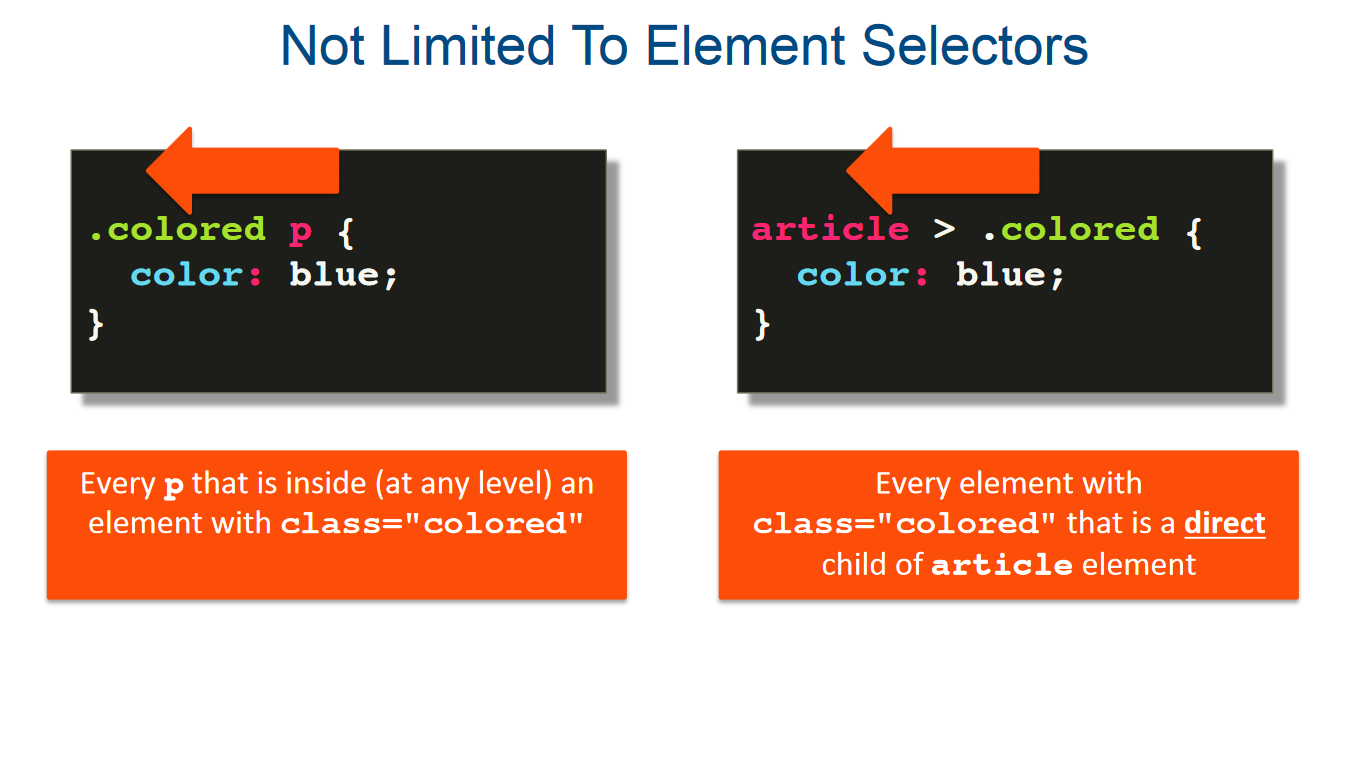 Not Limited To Element Selectors
.colored p {
  color: blue;
}
article > .colored {
  color: blue;
}
Every p that is inside (at any level) an
element with class="colored"
Every element with
class="colored" that is a direct
child of article element